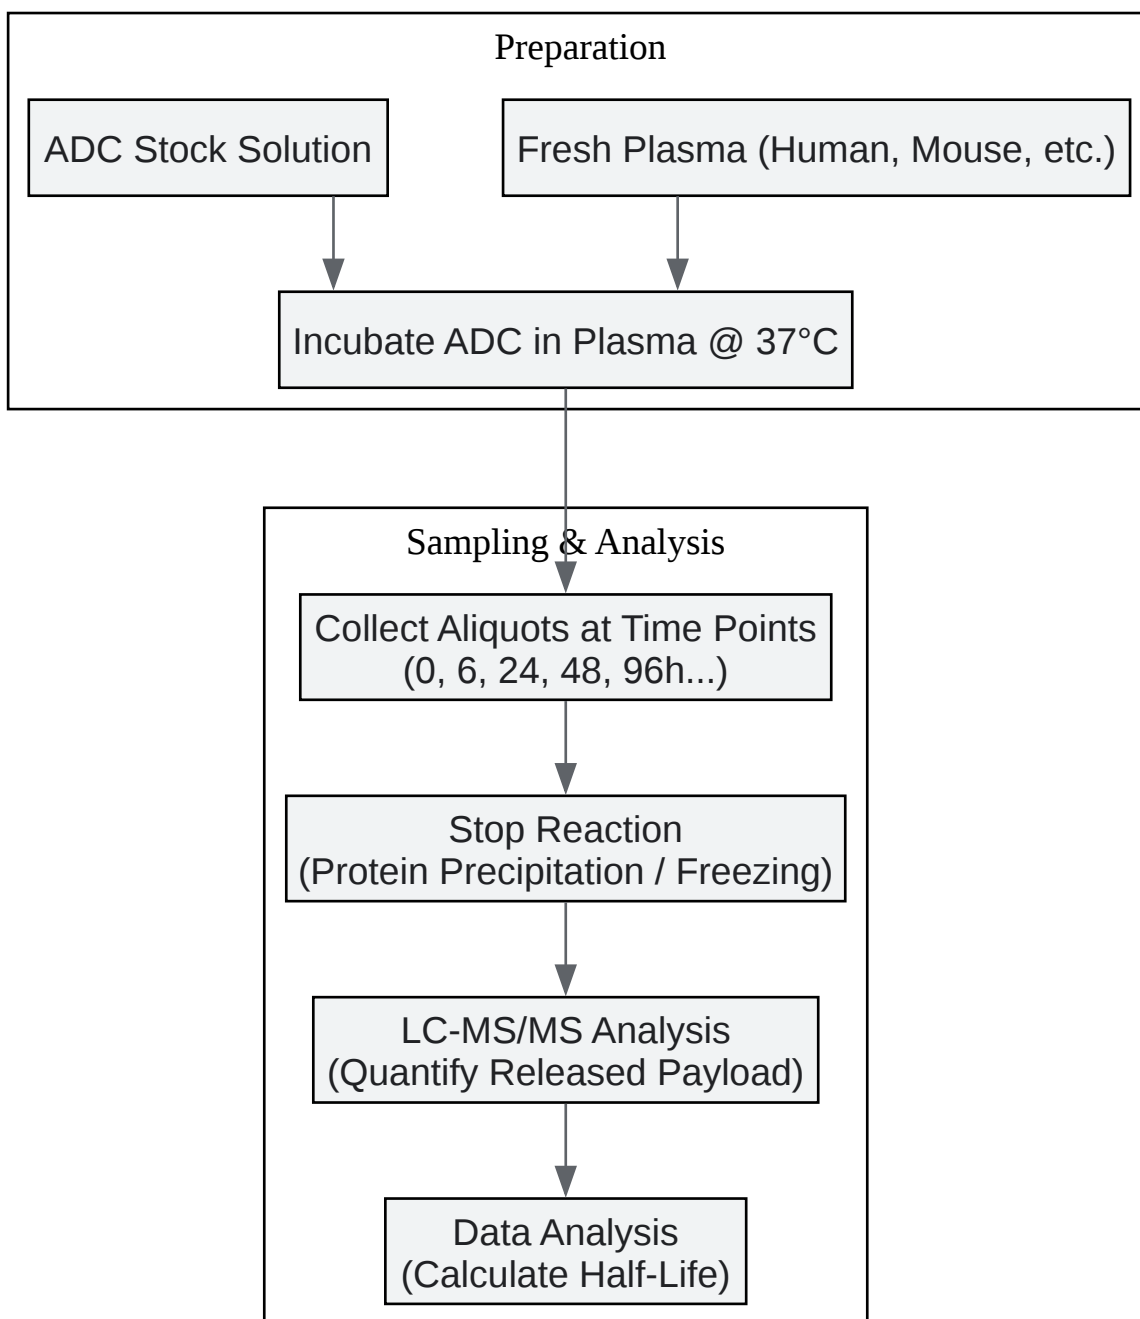 Preparation
ADC Stock Solution
Fresh Plasma (Human, Mouse, etc.)
Incubate ADC in Plasma @ 37°C
Sampling & Analysis
Collect Aliquots at Time Points
(0, 6, 24, 48, 96h...)
Stop Reaction
(Protein Precipitation / Freezing)
LC-MS/MS Analysis
(Quantify Released Payload)
Data Analysis
(Calculate Half-Life)